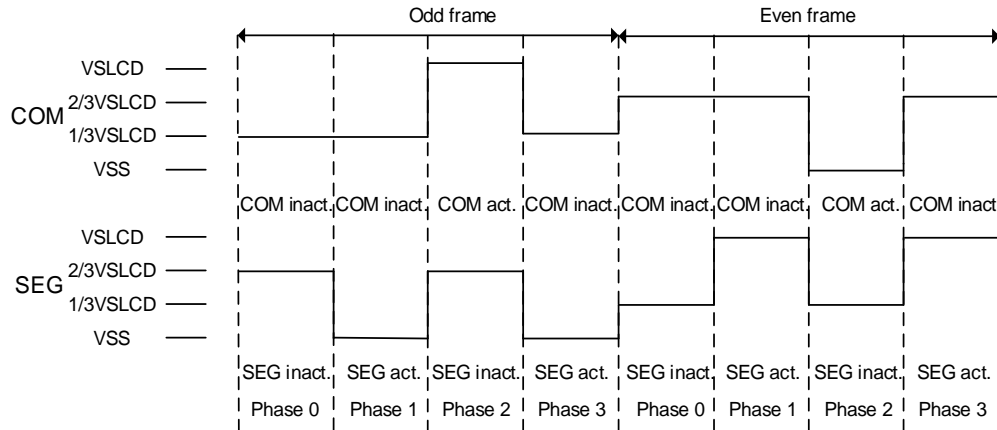 Odd frame Even frame
VSLCD
COM 2/3VSLCD
1/3VSLCD
VSS
COM inact. COM inact. COM act. COM inact. COM inact. COM inact. COM act. COM inact
VSLCD
2/3VSLCD
SEG
1/3VSLCD
VSS
SEG inact. SEG act. SEG inact. SEG act. SEG inact. SEG act. SEG inact. SEG act
Phase 0 Phase 1 Phase 2 Phase 3 Phase 0 Phase 1 Phase 2 Phase 3